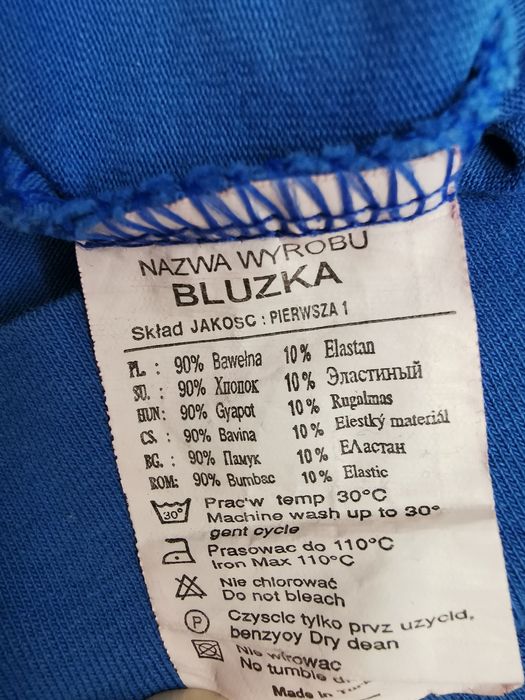 NAZWA WYROBU
BLUZKA
Skład JAKOSC : PIERWSZA 1
PL : 90% Bawełna 10% Elastan
SU. : 90% Хлопок 10% Эластиный
HUN: 90% Gyapot 10% Rugalmas
CS. : 90% Bavina 10% Elestký materiál
BG. : 90% Памук 10% ЕЛастан
ROM: 90% Bumbac 10% Elastic
30° Prac'w temp 30°C
Machine wash up to 30°
gent cycle
Prasowac do 110°C
Iron Max 110°C
Nie chlorować
Do not bleach
P Czyscic tylko prvz uzycid,
benzyoy Dry dean
Nie wirowac
No tumble
Made in